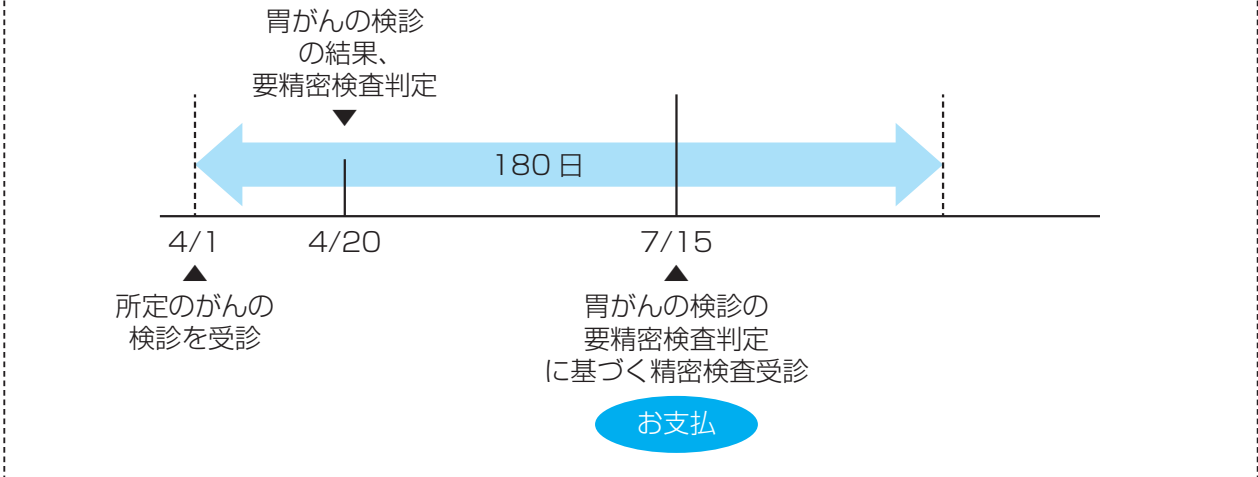 胃がんの検診
の結果、
要精密検査判定
180日
4/1
4/20
7/15
所定のがんの
検診を受診
胃がんの検診の
要精密検査判定
に基づく精密検査受診
お支払